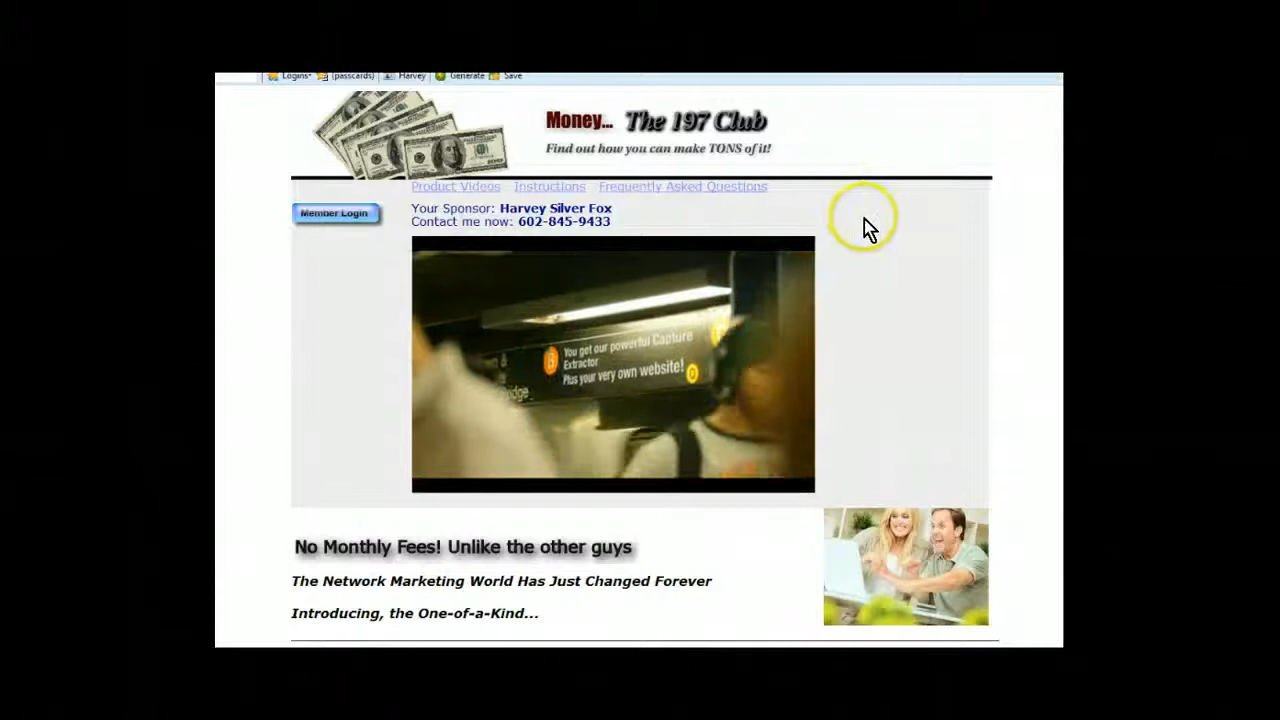 Logins (passcards) Harvey Generate Save
Money... The 197 Club
Find out how you can make TONS of it!
Product Videos Instructions Frequently Asked Questions
Member Login
Your Sponsor: Harvey Silver Fox
Contact me now: 602-845-9433
B You get our powerful Capture
Extractor
Plus your very own website!
No Monthly Fees! Unlike the other guys
The Network Marketing World Has Just Changed Forever
Introducing, the One-of-a-Kind...